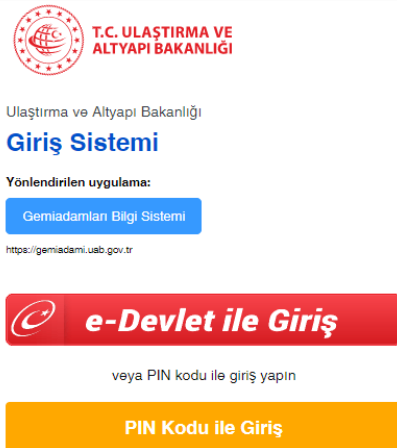 T.C. ULAŞTIRMA VE
ALTYAPI BAKANLIĞI
Ulaştırma ve Altyapı Bakanlığı
Giriş Sistemi
Yönlendirilen uygulama:
Gemiadamları Bilgi Sistemi
https://gemiadami.uab.gov.tr
e-Devlet ile Giriş
veya PIN kodu ile giriş yapın
PIN Kodu ile Giriş